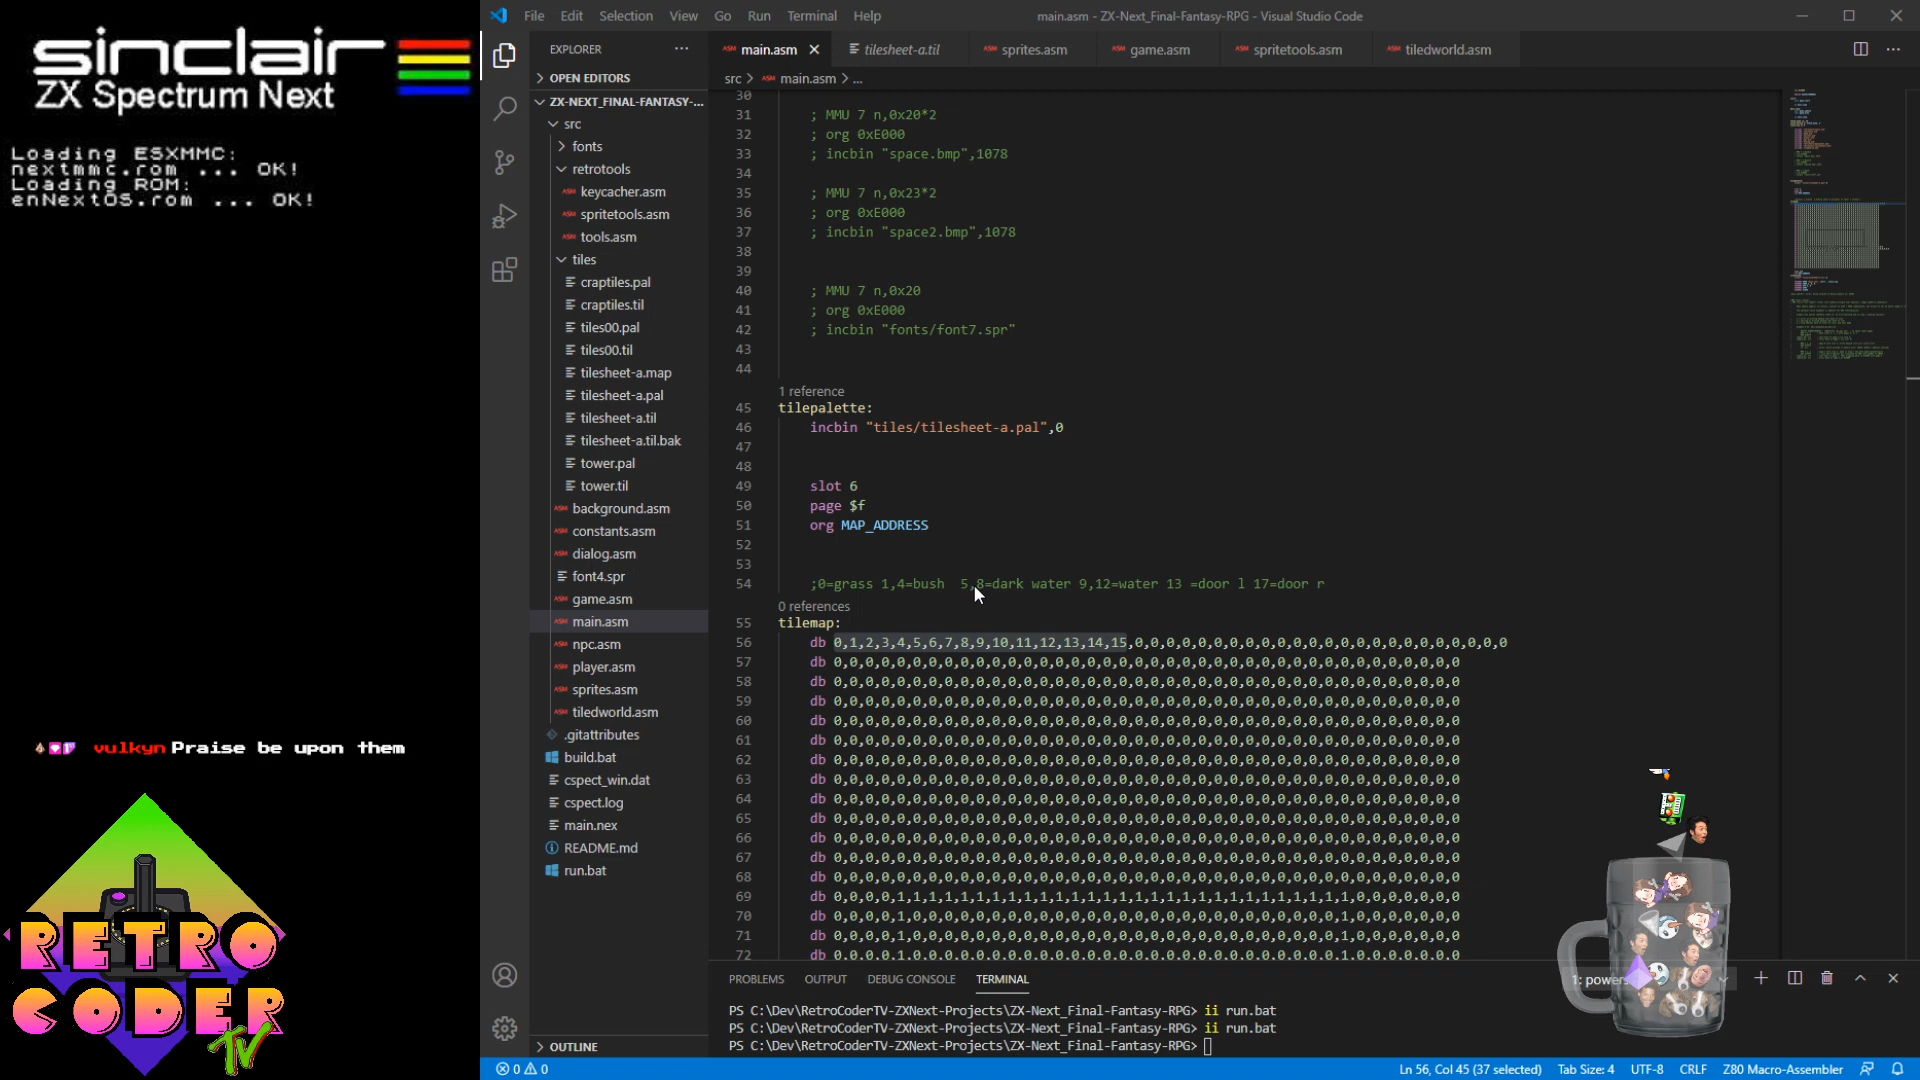 sinclair
ZX Spectrum Next
Loading ESXMMC:
nextmmc.rom ... OK!
Loading ROM:
enNextOS.rom ... OK!
vulkyn Praise be upon them
RETRO
CODER
TV
File Edit Selection View Go Run Terminal Help
main.asm - ZX-Next_Final-Fantasy-RPG - Visual Studio Code
EXPLORER
OPEN EDITORS
ZX-NEXT_FINAL-FANTASY-...
src
fonts
retrotools
keycacher.asm
spritetools.asm
tools.asm
tiles
craptiles.pal
craptiles.til
tiles00.pal
tiles00.til
tilesheet-a.map
tilesheet-a.pal
tilesheet-a.til
tilesheet-a.til.bak
tower.pal
tower.til
background.asm
constants.asm
dialog.asm
font4.spr
game.asm
main.asm
npc.asm
player.asm
sprites.asm
tiledworld.asm
.gitattributes
build.bat
cspect_win.dat
cspect.log
main.nex
README.md
run.bat
OUTLINE
main.asm tilesheet-a.til sprites.asm game.asm spritetools.asm tiledworld.asm
src > main.asm > ...
30
31 ; MMU 7 n,0x20*2
32 ; org 0xE000
33 ; incbin "space.bmp",1078
34
35 ; MMU 7 n,0x23*2
36 ; org 0xE000
37 ; incbin "space2.bmp",1078
38
39
40 ; MMU 7 n,0x20
41 ; org 0xE000
42 ; incbin "fonts/font7.spr"
43
44
1 reference
45 tilepalette:
46 incbin "tiles/tilesheet-a.pal",0
47
48
49 slot 6
50 page $f
51 org MAP_ADDRESS
52
53
54 ;0=grass 1,4=bush 5,8=dark water 9,12=water 13 =door l 17=door r
0 references
55 tilemap:
56 db 0,1,2,3,4,5,6,7,8,9,10,11,12,13,14,15,0,0,0,0,0,0,0,0,0,0,0,0,0,0,0,0,0,0,0,0,0,0,0,0
57 db 0,0,0,0,0,0,0,0,0,0,0,0,0,0,0,0,0,0,0,0,0,0,0,0,0,0,0,0,0,0,0,0,0,0,0,0,0,0,0,0
58 db 0,0,0,0,0,0,0,0,0,0,0,0,0,0,0,0,0,0,0,0,0,0,0,0,0,0,0,0,0,0,0,0,0,0,0,0,0,0,0,0
59 db 0,0,0,0,0,0,0,0,0,0,0,0,0,0,0,0,0,0,0,0,0,0,0,0,0,0,0,0,0,0,0,0,0,0,0,0,0,0,0,0
60 db 0,0,0,0,0,0,0,0,0,0,0,0,0,0,0,0,0,0,0,0,0,0,0,0,0,0,0,0,0,0,0,0,0,0,0,0,0,0,0,0
61 db 0,0,0,0,0,0,0,0,0,0,0,0,0,0,0,0,0,0,0,0,0,0,0,0,0,0,0,0,0,0,0,0,0,0,0,0,0,0,0,0
62 db 0,0,0,0,0,0,0,0,0,0,0,0,0,0,0,0,0,0,0,0,0,0,0,0,0,0,0,0,0,0,0,0,0,0,0,0,0,0,0,0
63 db 0,0,0,0,0,0,0,0,0,0,0,0,0,0,0,0,0,0,0,0,0,0,0,0,0,0,0,0,0,0,0,0,0,0,0,0,0,0,0,0
64 db 0,0,0,0,0,0,0,0,0,0,0,0,0,0,0,0,0,0,0,0,0,0,0,0,0,0,0,0,0,0,0,0,0,0,0,0,0,0,0,0
65 db 0,0,0,0,0,0,0,0,0,0,0,0,0,0,0,0,0,0,0,0,0,0,0,0,0,0,0,0,0,0,0,0,0,0,0,0,0,0,0,0
66 db 0,0,0,0,0,0,0,0,0,0,0,0,0,0,0,0,0,0,0,0,0,0,0,0,0,0,0,0,0,0,0,0,0,0,0,0,0,0,0,0
67 db 0,0,0,0,0,0,0,0,0,0,0,0,0,0,0,0,0,0,0,0,0,0,0,0,0,0,0,0,0,0,0,0,0,0,0,0,0,0,0,0
68 db 0,0,0,0,0,0,0,0,0,0,0,0,0,0,0,0,0,0,0,0,0,0,0,0,0,0,0,0,0,0,0,0,0,0,0,0,0,0,0,0
69 db 0,0,0,0,1,1,1,1,1,1,1,1,1,1,1,1,1,1,1,1,1,1,1,1,1,1,1,1,1,1,1,1,1,0,0,0,0,0,0,0
70 db 0,0,0,0,1,0,0,0,0,0,0,0,0,0,0,0,0,0,0,0,0,0,0,0,0,0,0,0,0,0,0,0,1,0,0,0,0,0,0,0
71 db 0,0,0,0,1,0,0,0,0,0,0,0,0,0,0,0,0,0,0,0,0,0,0,0,0,0,0,0,0,0,0,0,1,0,0,0,0,0,0,0
72 db 0,0,0,0,1,0,0,0,0,0,0,0,0,0,0,0,0,0,0,0,0,0,0,0,0,0,0,0,0,0,0,0,1,0,0,0,0,0,0,0
PROBLEMS OUTPUT DEBUG CONSOLE TERMINAL
1: powers
PS C:\Dev\RetroCoderTV-ZXNext-Projects\ZX-Next_Final-Fantasy-RPG> ii run.bat
PS C:\Dev\RetroCoderTV-ZXNext-Projects\ZX-Next_Final-Fantasy-RPG> ii run.bat
PS C:\Dev\RetroCoderTV-ZXNext-Projects\ZX-Next_Final-Fantasy-RPG>
0 0 Ln 56, Col 45 (37 selected) Tab Size: 4 UTF-8 CRLF Z80 Macro-Assembler